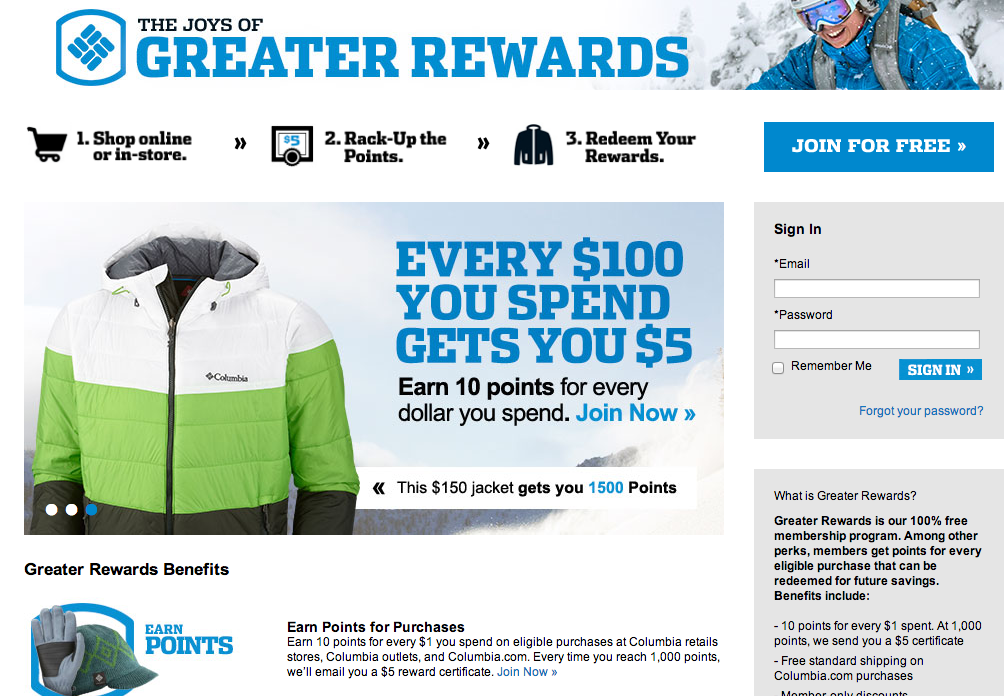 THE JOYS OF
GREATER REWARDS
1. Shop online
or in-store.
»
$5
2. Rack-Up the
Points.
»
3. Redeem Your
Rewards.
JOIN FOR FREE »
EVERY $100
YOU SPEND
GETS YOU $5
Earn 10 points for every
dollar you spend. Join Now »
Columbia
« This $150 jacket gets you 1500 Points
Sign In
*Email
*Password
Remember Me
SIGN IN »
Forgot your password?
Greater Rewards Benefits
EARN
POINTS
Earn Points for Purchases
Earn 10 points for every $1 you spend on eligible purchases at Columbia retails
stores, Columbia outlets, and Columbia.com. Every time you reach 1,000 points,
we'll email you a $5 reward certificate. Join Now »
What is Greater Rewards?
Greater Rewards is our 100% free
membership program. Among other
perks, members get points for every
eligible purchase that can be
redeemed for future savings.
Benefits include:
- 10 points for every $1 spent. At 1,000
points, we send you a $5 certificate
- Free standard shipping on
Columbia.com purchases
- Member-only discounts